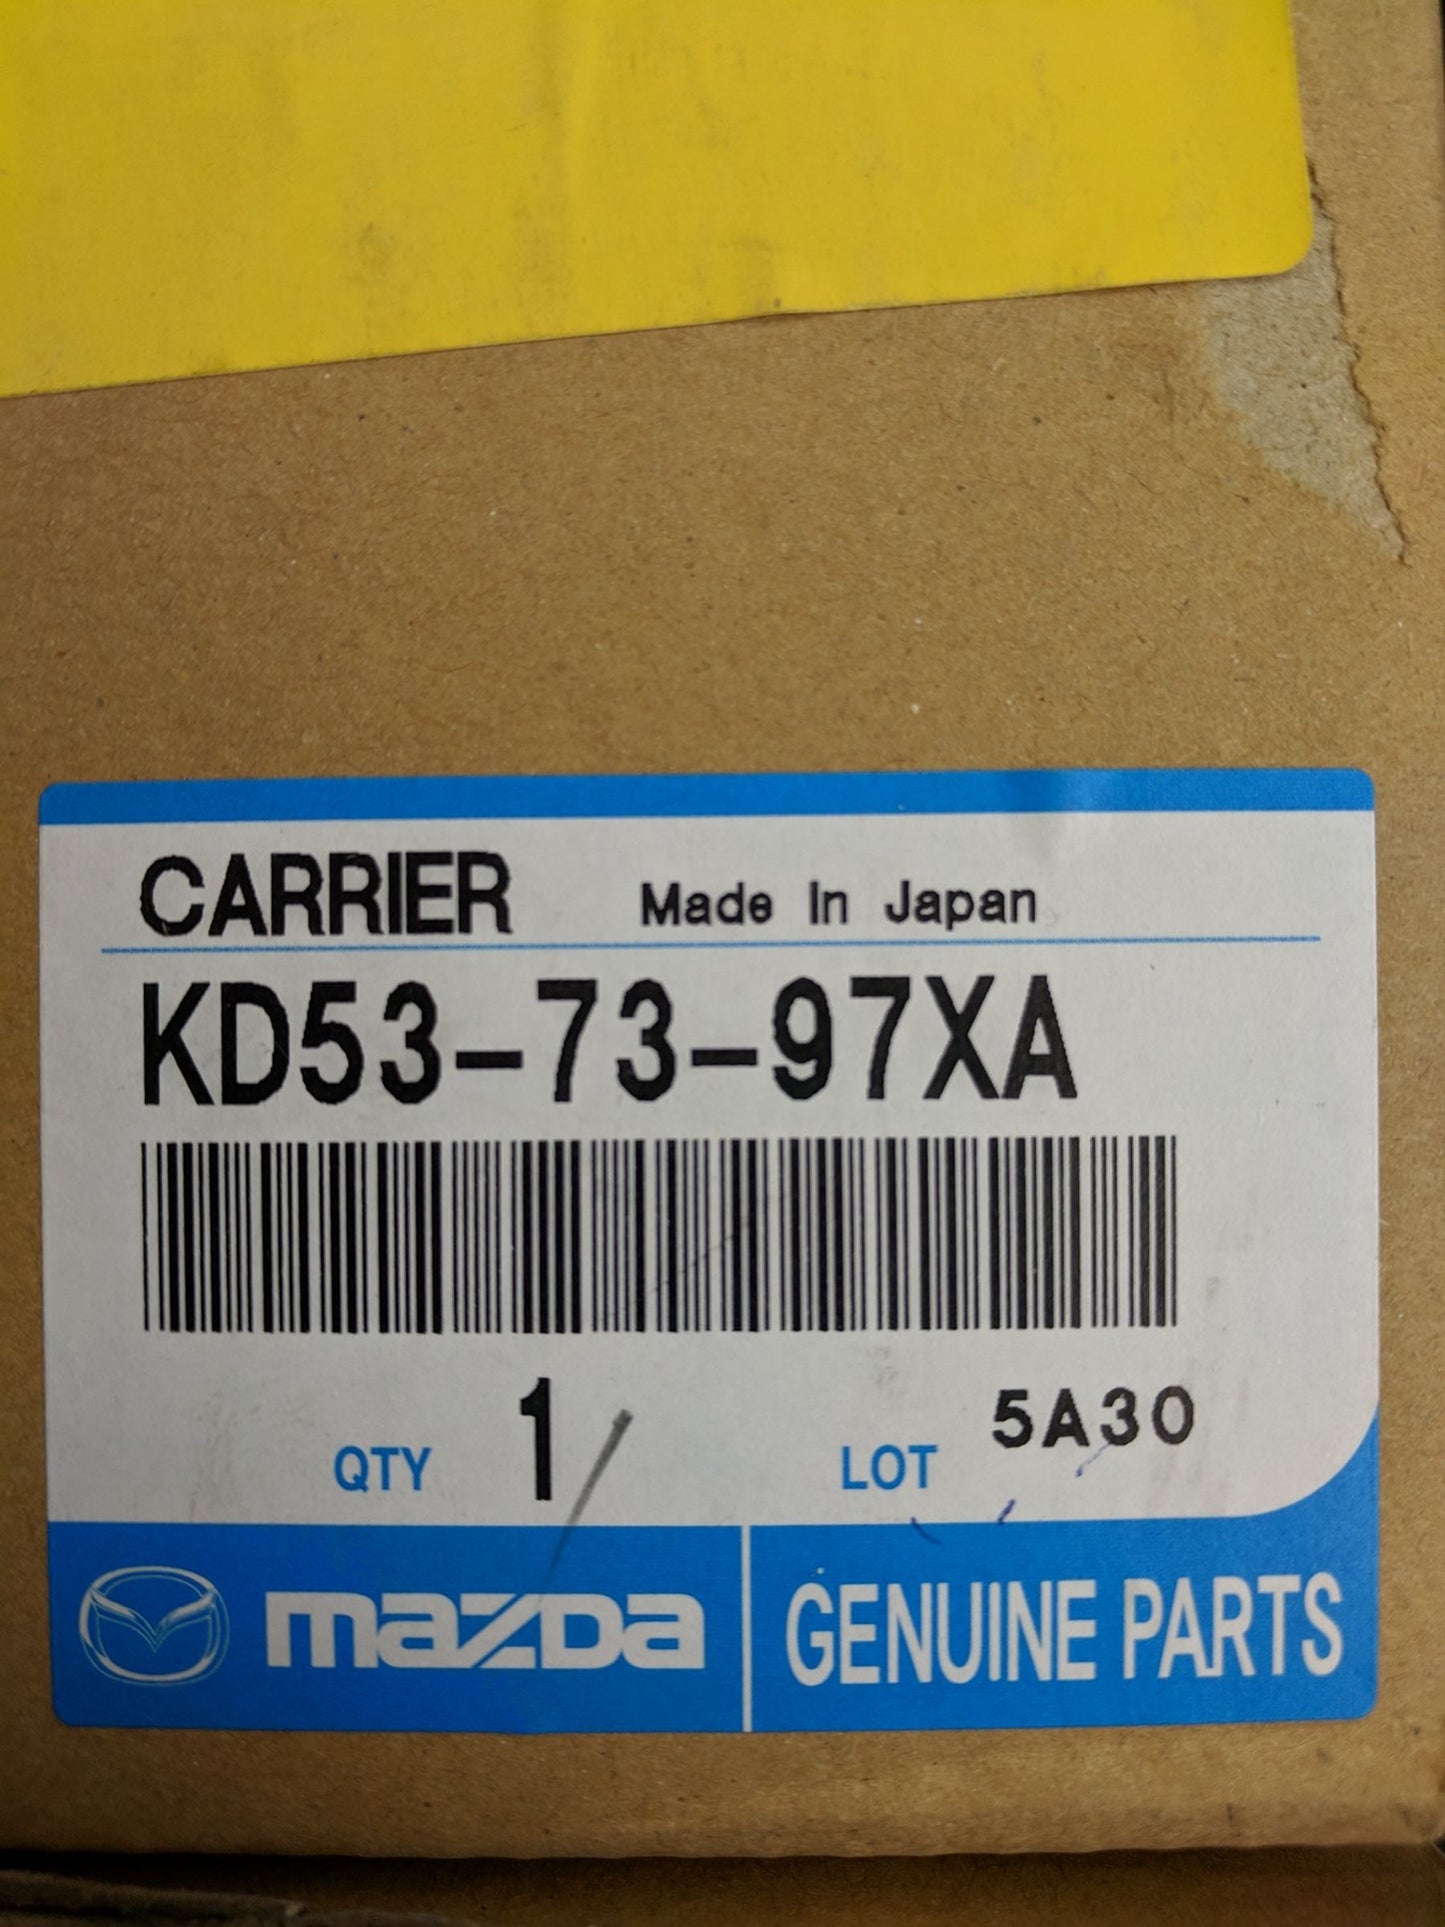 CARRIER Made In Japan
KD53-73-97XA
QTY 1 LOT 5A30
mazda GENUINE PARTS